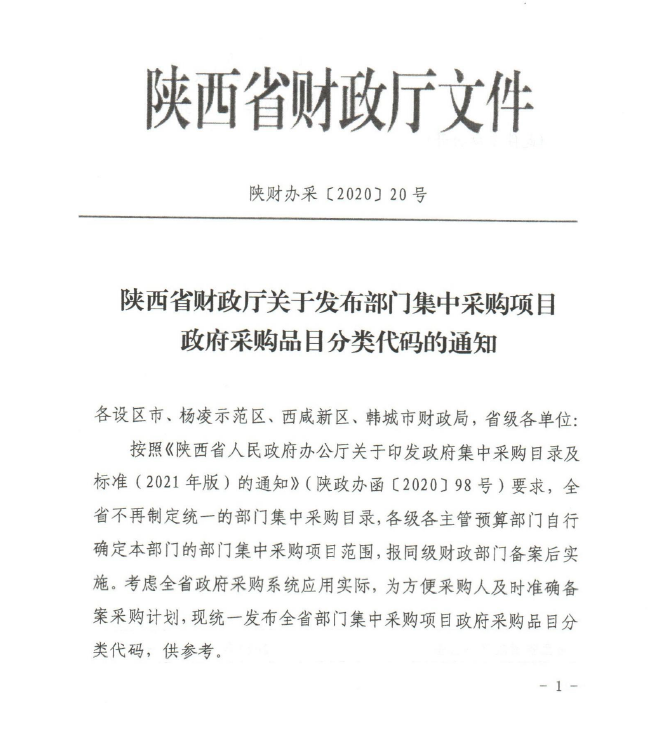 陕西省财政厅文件
陕财办采〔2020〕20号
陕西省财政厅关于发布部门集中采购项目
政府采购品目分类代码的通知
各设区市、杨凌示范区、西咸新区、韩城市财政局，省级各单位：
按照《陕西省人民政府办公厅关于印发政府集中采购目录及
标准（2021年版）的通知》（陕政办函〔2020〕98号）要求，全
省不再制定统一的部门集中采购目录，各级各主管预算部门自行
确定本部门的部门集中采购项目范围，报同级财政部门备案后实
施。考虑全省政府采购系统应用实际，为方便采购人及时准确备
案采购计划，现统一发布全省部门集中采购项目政府采购品目分
类代码，供参考。
- 1 -